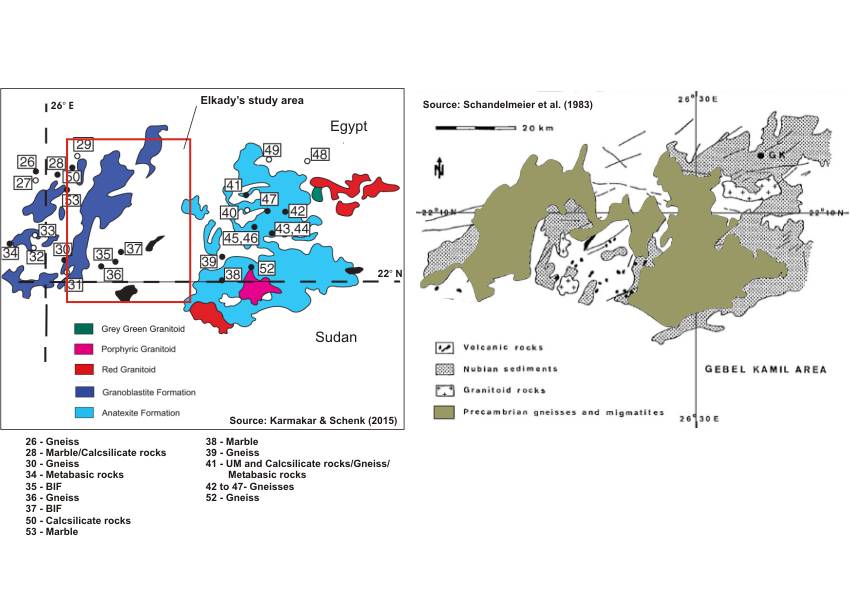 26° E
Elkady's study area
Egypt
29
49
48
26
28
27
50
53
41
47
40
42
33
45,46
43,44
34
32
30
35
37
39
52
36
38
31
22° N
Sudan
Grey Green Granitoid
Porphyric Granitoid
Red Granitoid
Granoblastite Formation
Anatexite Formation
Source: Karmakar & Schenk (2015)
26 - Gneiss
28 - Marble/Calcsilicate rocks
30 - Gneiss
34 - Metabasic rocks
35 - BIF
36 - Gneiss
37 - BIF
50 - Calcsilicate rocks
53 - Marble
38 - Marble
39 - Gneiss
41 - UM and Calcsilicate rocks/Gneiss/
Metabasic rocks
42 to 47- Gneisses
52 - Gneiss
Source: Schandelmeier et al. (1983)
26° 30E
20 km
N
GK
22° 10N
22° 10N
Volcanic rocks
Nubian sediments
Granitoid rocks
Precambrian gneisses and migmatites
GEBEL KAMIL AREA
26° 30E